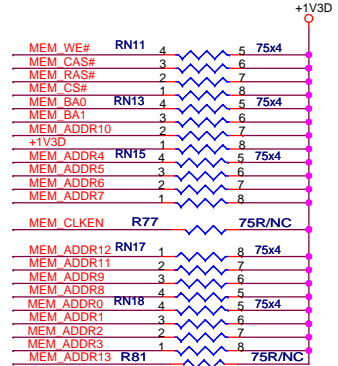 +1V3D
MEM_WE# RN11 4 5 75x4
MEM_CAS# 3 6
MEM_RAS# 2 7
MEM_CS# 1 8
MEM_BA0 RN13 4 5 75x4
MEM_BA1 3 6
MEM_ADDR10 2 7
+1V3D 1 8
MEM_ADDR4 RN15 4 5 75x4
MEM_ADDR5 3 6
MEM_ADDR6 2 7
MEM_ADDR7 1 8
MEM_CLKEN R77 75R/NC
MEM_ADDR12 RN17 1 8 75x4
MEM_ADDR11 2 7
MEM_ADDR9 3 6
MEM_ADDR8 4 5
MEM_ADDR0 RN18 4 5 75x4
MEM_ADDR1 3 6
MEM_ADDR2 2 7
MEM_ADDR3 1 8
MEM_ADDR13 R81 75R/NC